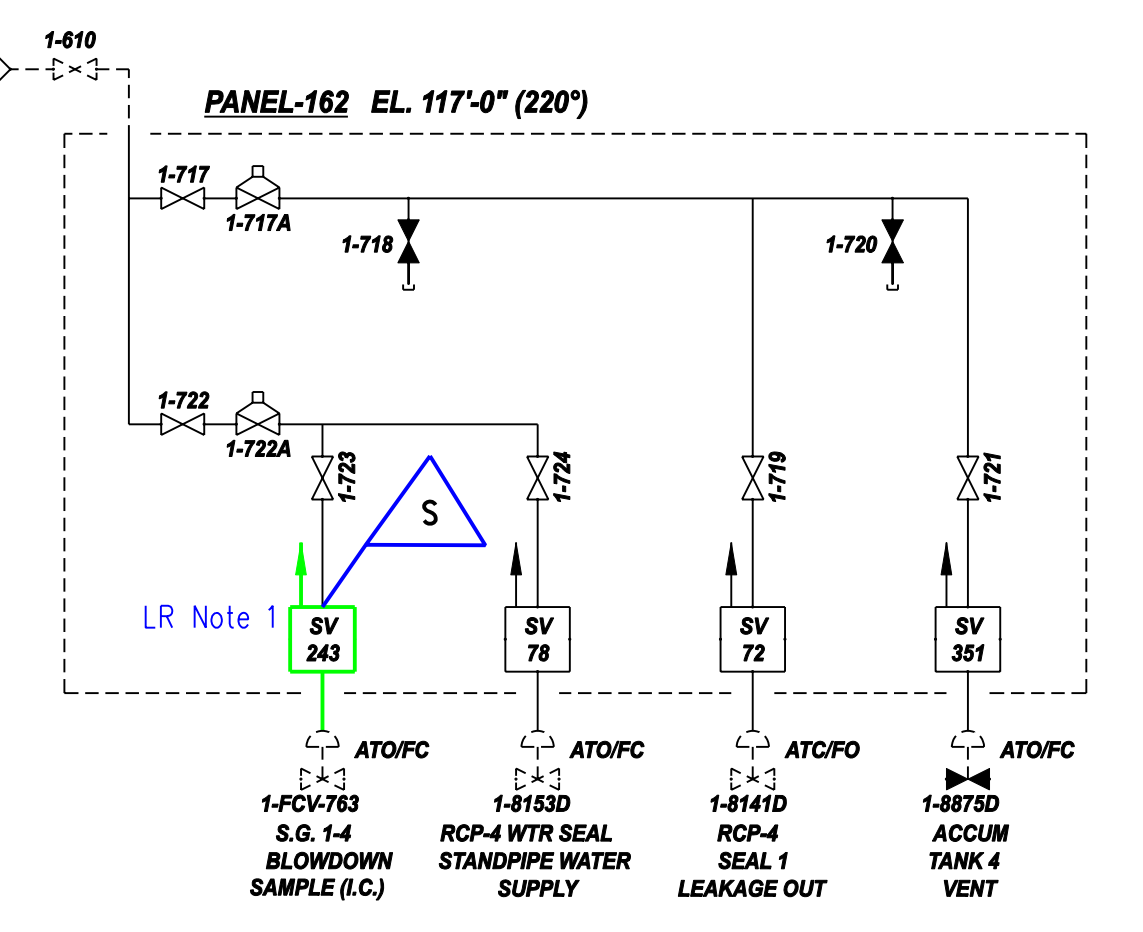 1-610
PANEL-162 EL. 117'-0" (220°)
1-717
1-717A
1-718
1-720
1-722
1-722A
1-723
1-724
1-719
1-721
S
LR Note 1
SV
243
SV
78
SV
72
SV
351
ATO/FC
ATO/FC
ATC/FO
ATO/FC
1-FCV-763
S.G. 1-4
BLOWDOWN
SAMPLE (I.C.)
1-8153D
RCP-4 WTR SEAL
STANDPIPE WATER
SUPPLY
1-8141D
RCP-4
SEAL 1
LEAKAGE OUT
1-8875D
ACCUM
TANK 4
VENT